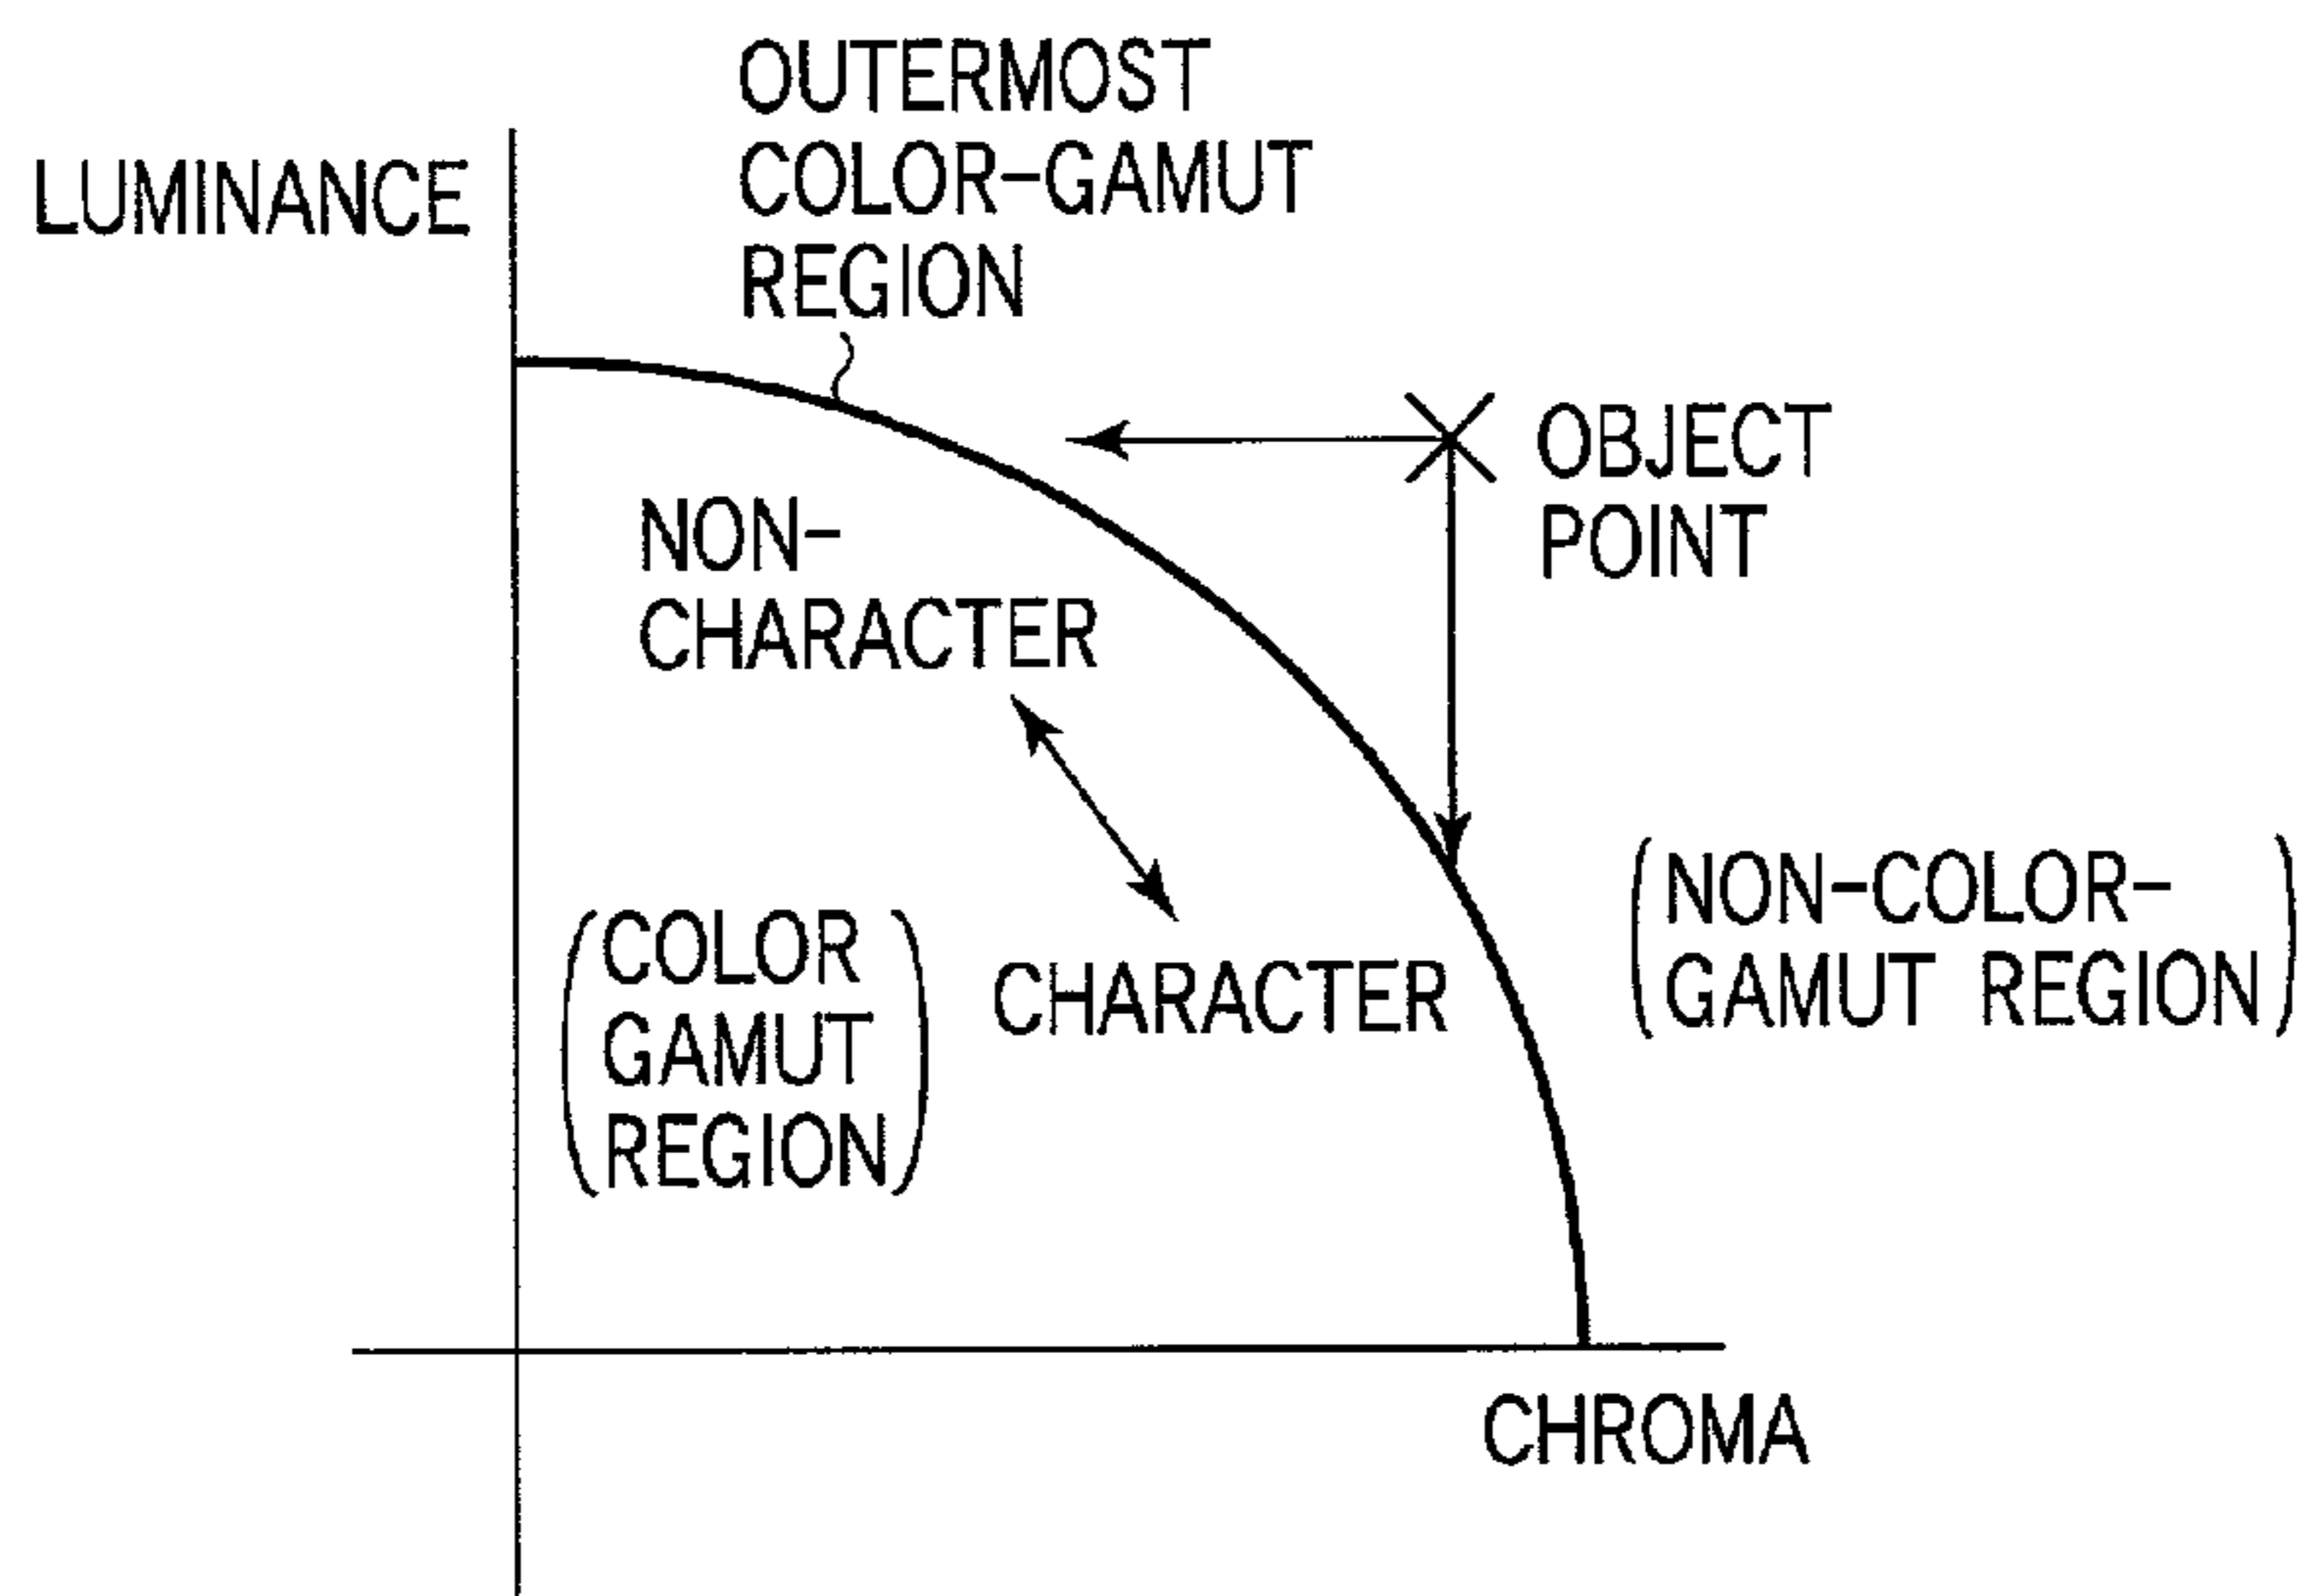 OUTERMOST
COLOR-GAMUT
REGION
LUMINANCE
OBJECT
POINT
NON-
CHARACTER
(NON-COLOR-
GAMUT REGION)
(COLOR
GAMUT
REGION)
CHARACTER
CHROMA